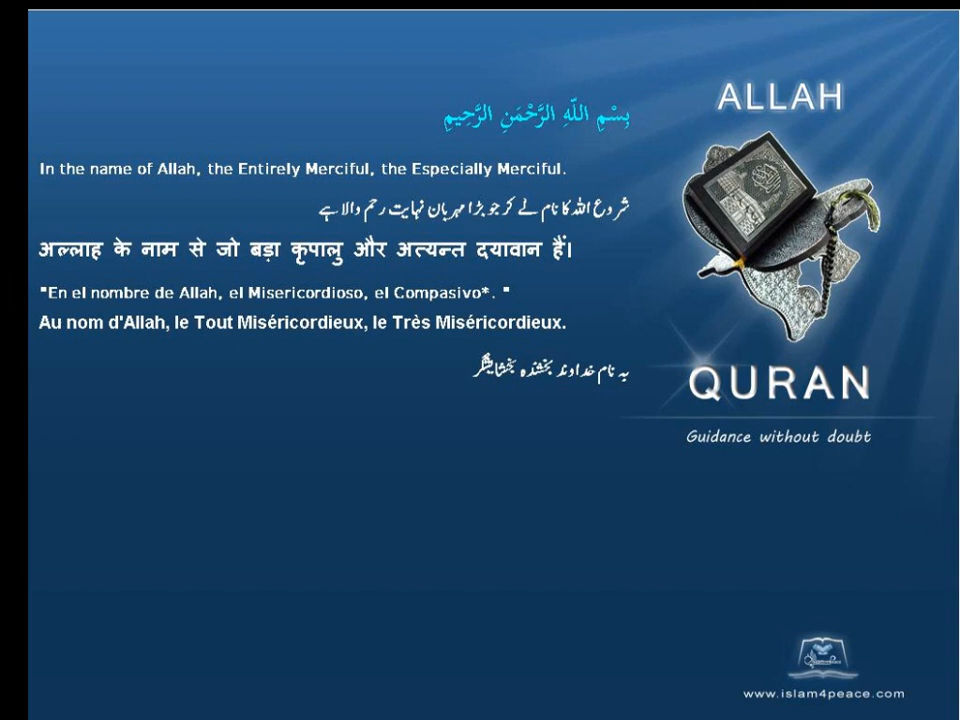 بِسْمِ اللّهِ الرَّحْمَنِ الرَّحِيمِ
In the name of Allah, the Entirely Merciful, the Especially Merciful.
شروع الله کا نام لے کر جو بڑا مہربان نہایت رحم والا ہے
अल्लाह के नाम से जो बड़ा कृपालु और अत्यन्त दयावान हैं।
"En el nombre de Allah, el Misericordioso, el Compasivo*. "
Au nom d'Allah, le Tout Miséricordieux, le Très Miséricordieux.
به نام خداوند بخشنده بخشایشگر
ALLAH
QURAN
Guidance without doubt
www.islam4peace.com